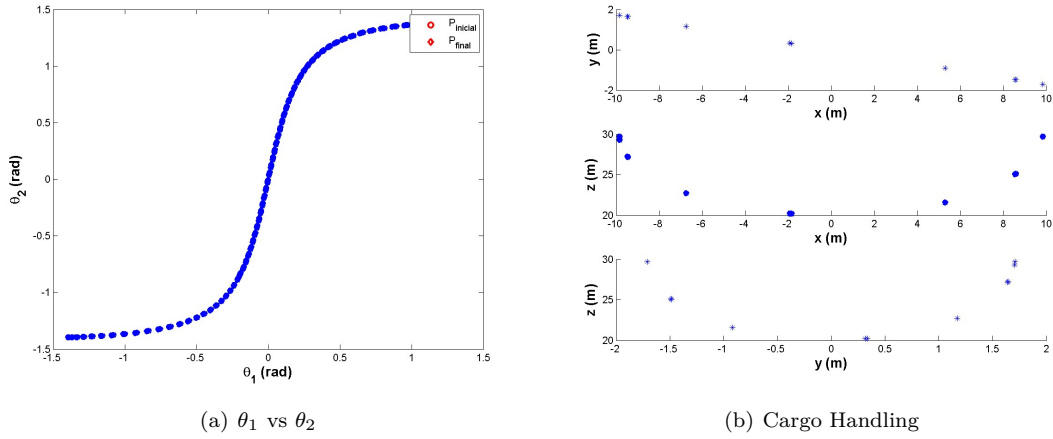 1.5
1
0.5
0
-0.5
-1
-1.5
-1.5 -1 -0.5 0 0.5 1 1.5
θ₂ (rad)
θ₁ (rad)
P_inicial
P_final
(a) θ₁ vs θ₂
2
0
-2
-10 -8 -6 -4 -2 0 2 4 6 8 10
y (m)
x (m)
30
25
20
-10 -8 -6 -4 -2 0 2 4 6 8 10
z (m)
x (m)
30
25
20
-2 -1.5 -1 -0.5 0 0.5 1 1.5 2
z (m)
y (m)
(b) Cargo Handling